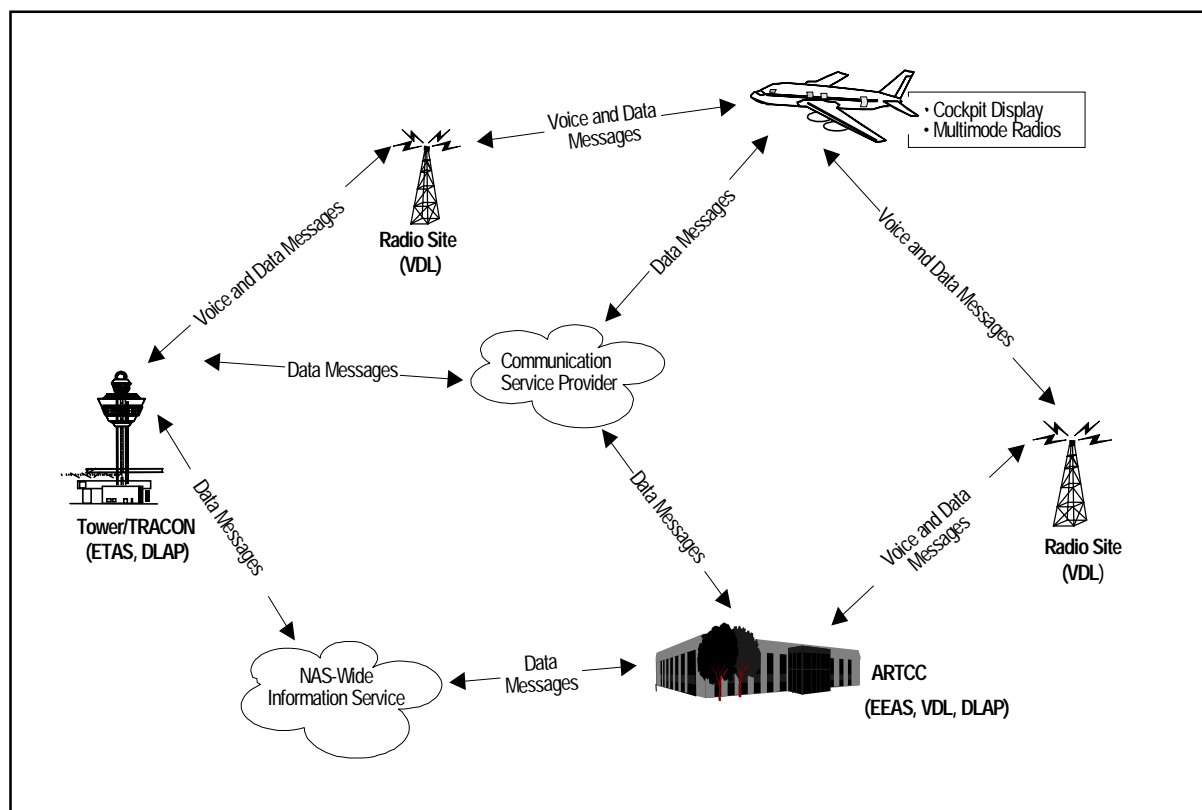 • Cockpit Display
• Multimode Radios
Voice and Data
Messages
Radio Site
(VDL)
Voice and Data Messages
Data Messages
Voice and Data Messages
Communication
Service Provider
Data Messages
Tower/TRACON
(ETAS, DLAP)
Data Messages
Data Messages
Voice and Data
Messages
Radio Site
(VDL)
NAS-Wide
Information Service
Data
Messages
ARTCC
(EEAS, VDL, DLAP)